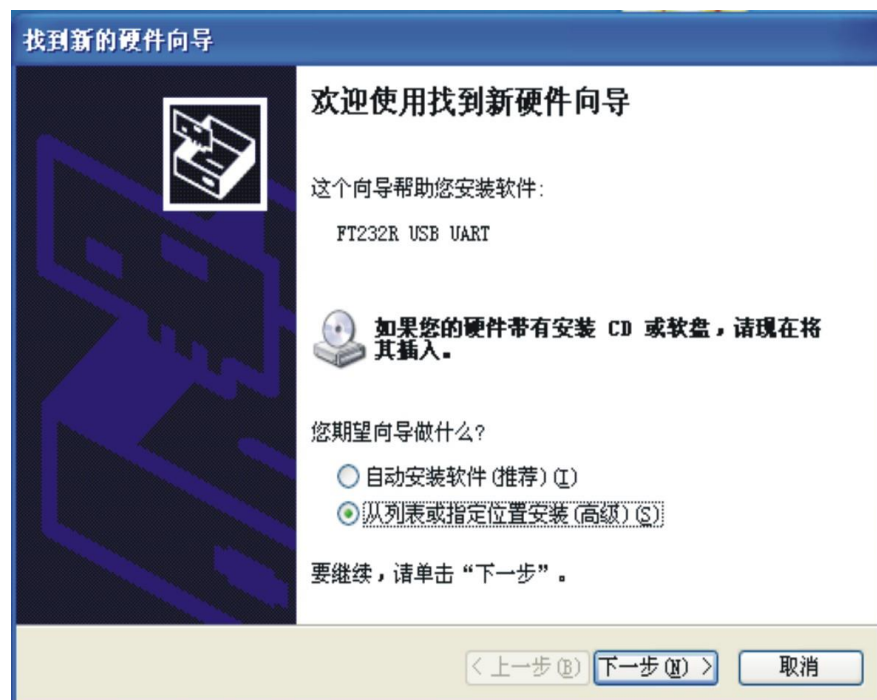 找到新的硬件向导
欢迎使用找到新硬件向导
这个向导帮助您安装软件:
FT232R USB UART
如果您的硬件带有安装 CD 或软盘，请现在将
其插入。
您期望向导做什么?
自动安装软件(推荐)(I)
从列表或指定位置安装(高级)(S)
要继续，请单击“下一步”。
<上一步(B) 下一步(N) > 取消